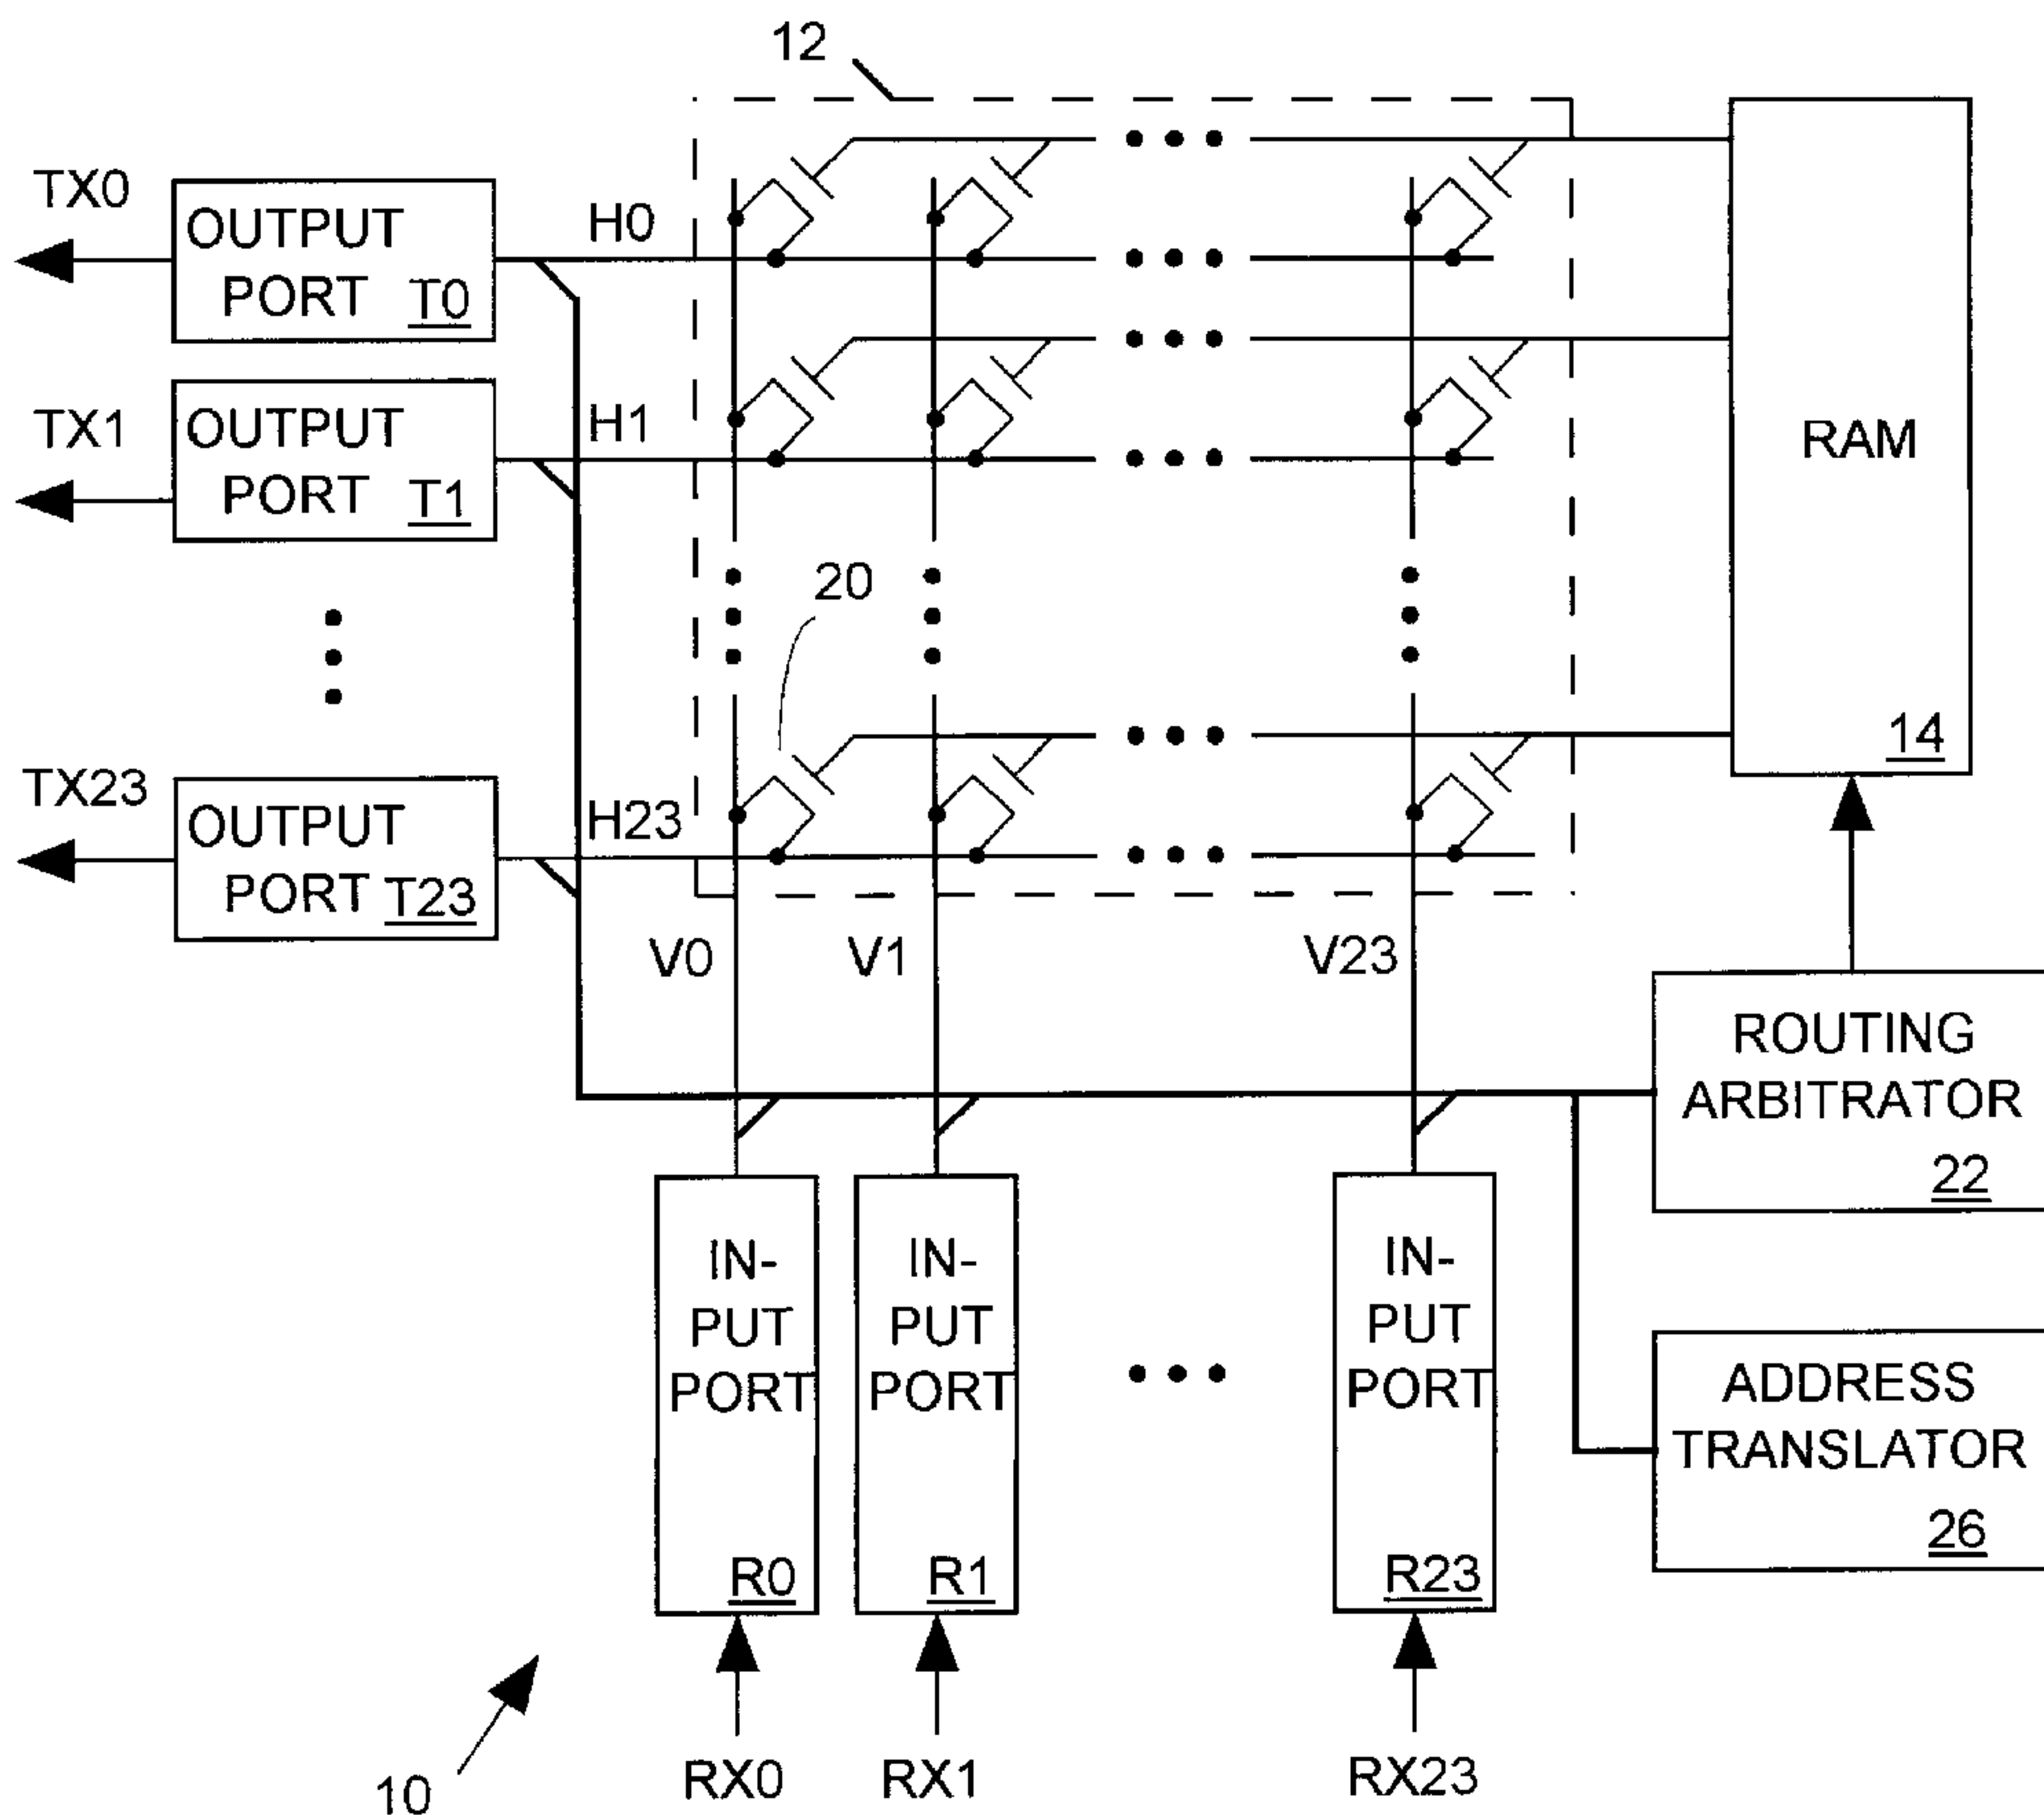 12
TX0
OUTPUT
PORT T0
H0
TX1
OUTPUT
PORT T1
H1
RAM
14
20
TX23
OUTPUT
PORT T23
H23
V0
V1
V23
ROUTING
ARBITRATOR
22
IN-
PUT
PORT
R0
IN-
PUT
PORT
R1
IN-
PUT
PORT
R23
ADDRESS
TRANSLATOR
26
10
RX0
RX1
RX23